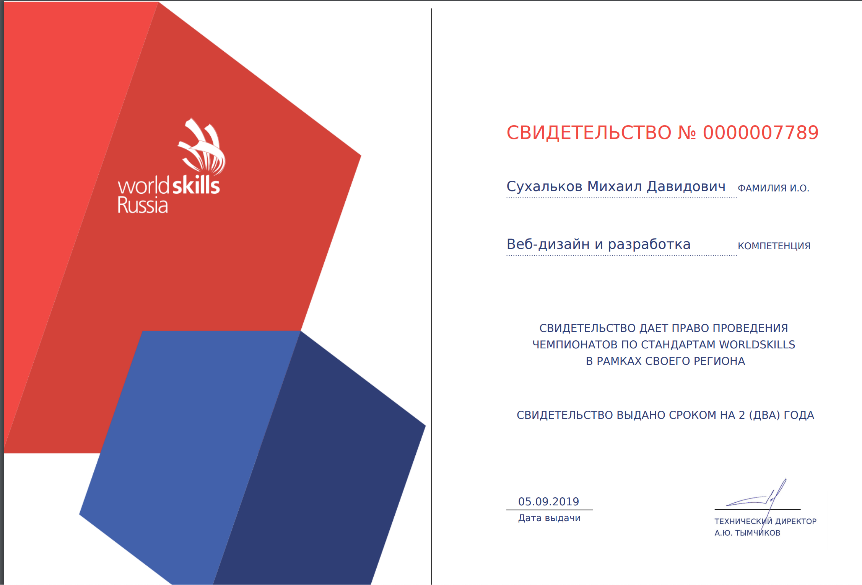 worldskills
Russia
СВИДЕТЕЛЬСТВО № 0000007789
Сухальков Михаил Давидович ФАМИЛИЯ И.О.
Веб-дизайн и разработка КОМПЕТЕНЦИЯ
СВИДЕТЕЛЬСТВО ДАЕТ ПРАВО ПРОВЕДЕНИЯ
ЧЕМПИОНАТОВ ПО СТАНДАРТАМ WORLDSKILLS
В РАМКАХ СВОЕГО РЕГИОНА
СВИДЕТЕЛЬСТВО ВЫДАНО СРОКОМ НА 2 (ДВА) ГОДА
05.09.2019
Дата выдачи
ТЕХНИЧЕСКИЙ ДИРЕКТОР
А.Ю. ТЫМЧИКОВ